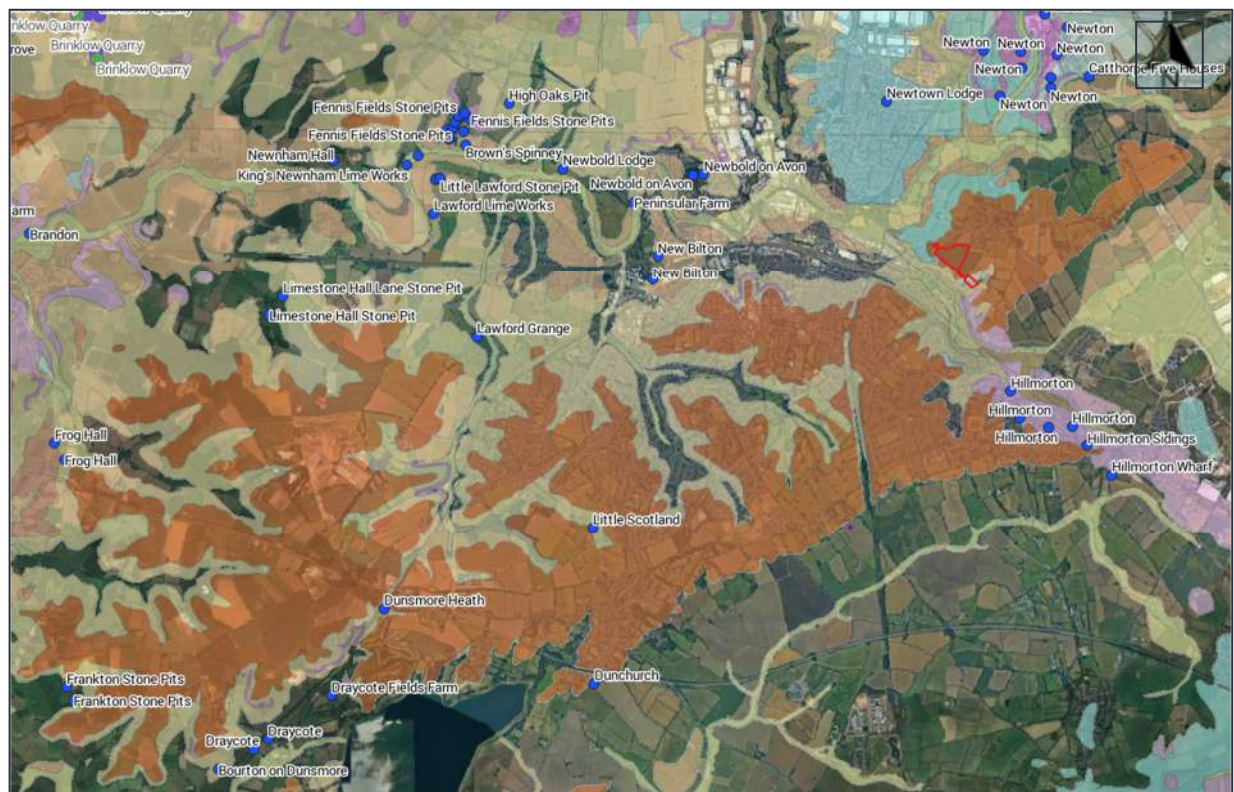 nklow Quarry
Brinklow Quarry
rove
Brinklow Quarry
Newton
Newton
Newton
Newton
Newton
Catthorpe Five Houses
Newton
Newton
Newtown Lodge
High Oaks Pit
Fennis Fields Stone Pits
Fennis Fields Stone Pits
Fennis Fields Stone Pits
Brown's Spinney
Newnham Hall
King's Newnham Lime Works
Newbold Lodge
Newbold on Avon
Newbold on Avon
Little Lawford Stone Pit
Lawford Lime Works
Peninsular Farm
arm
Brandon
New Bilton
New Bilton
Limestone Hall Lane Stone Pit
Limestone Hall Stone Pit
Lawford Grange
Hillmorton
Hillmorton
Hillmorton
Hillmorton
Hillmorton Sidings
Hillmorton Wharf
Frog Hall
Frog Hall
Little Scotland
Dunsmore Heath
Dunchurch
Frankton Stone Pits
Frankton Stone Pits
Draycote Fields Farm
Draycote
Draycote
Bourton on Dunsmore